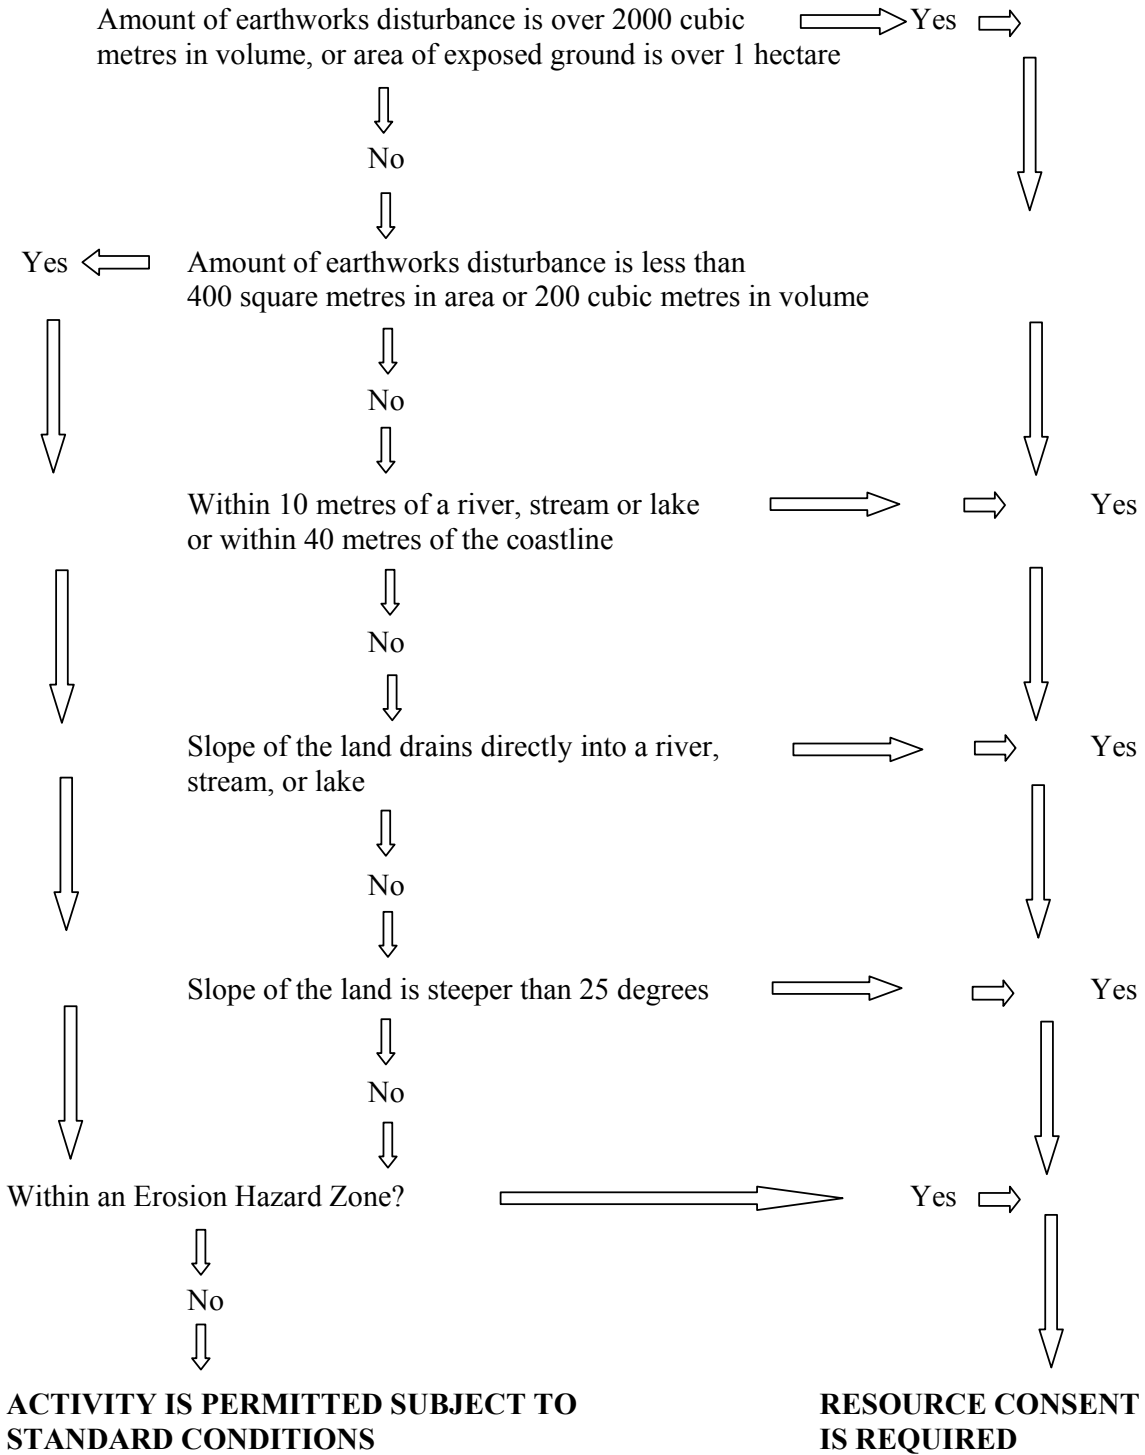 Amount of earthworks disturbance is over 2000 cubic Yes
metres in volume, or area of exposed ground is over 1 hectare
No
Yes Amount of earthworks disturbance is less than
400 square metres in area or 200 cubic metres in volume
No
Within 10 metres of a river, stream or lake Yes
or within 40 metres of the coastline
No
Slope of the land drains directly into a river, Yes
stream, or lake
No
Slope of the land is steeper than 25 degrees Yes
No
Within an Erosion Hazard Zone? Yes
No
ACTIVITY IS PERMITTED SUBJECT TO
STANDARD CONDITIONS
RESOURCE CONSENT
IS REQUIRED